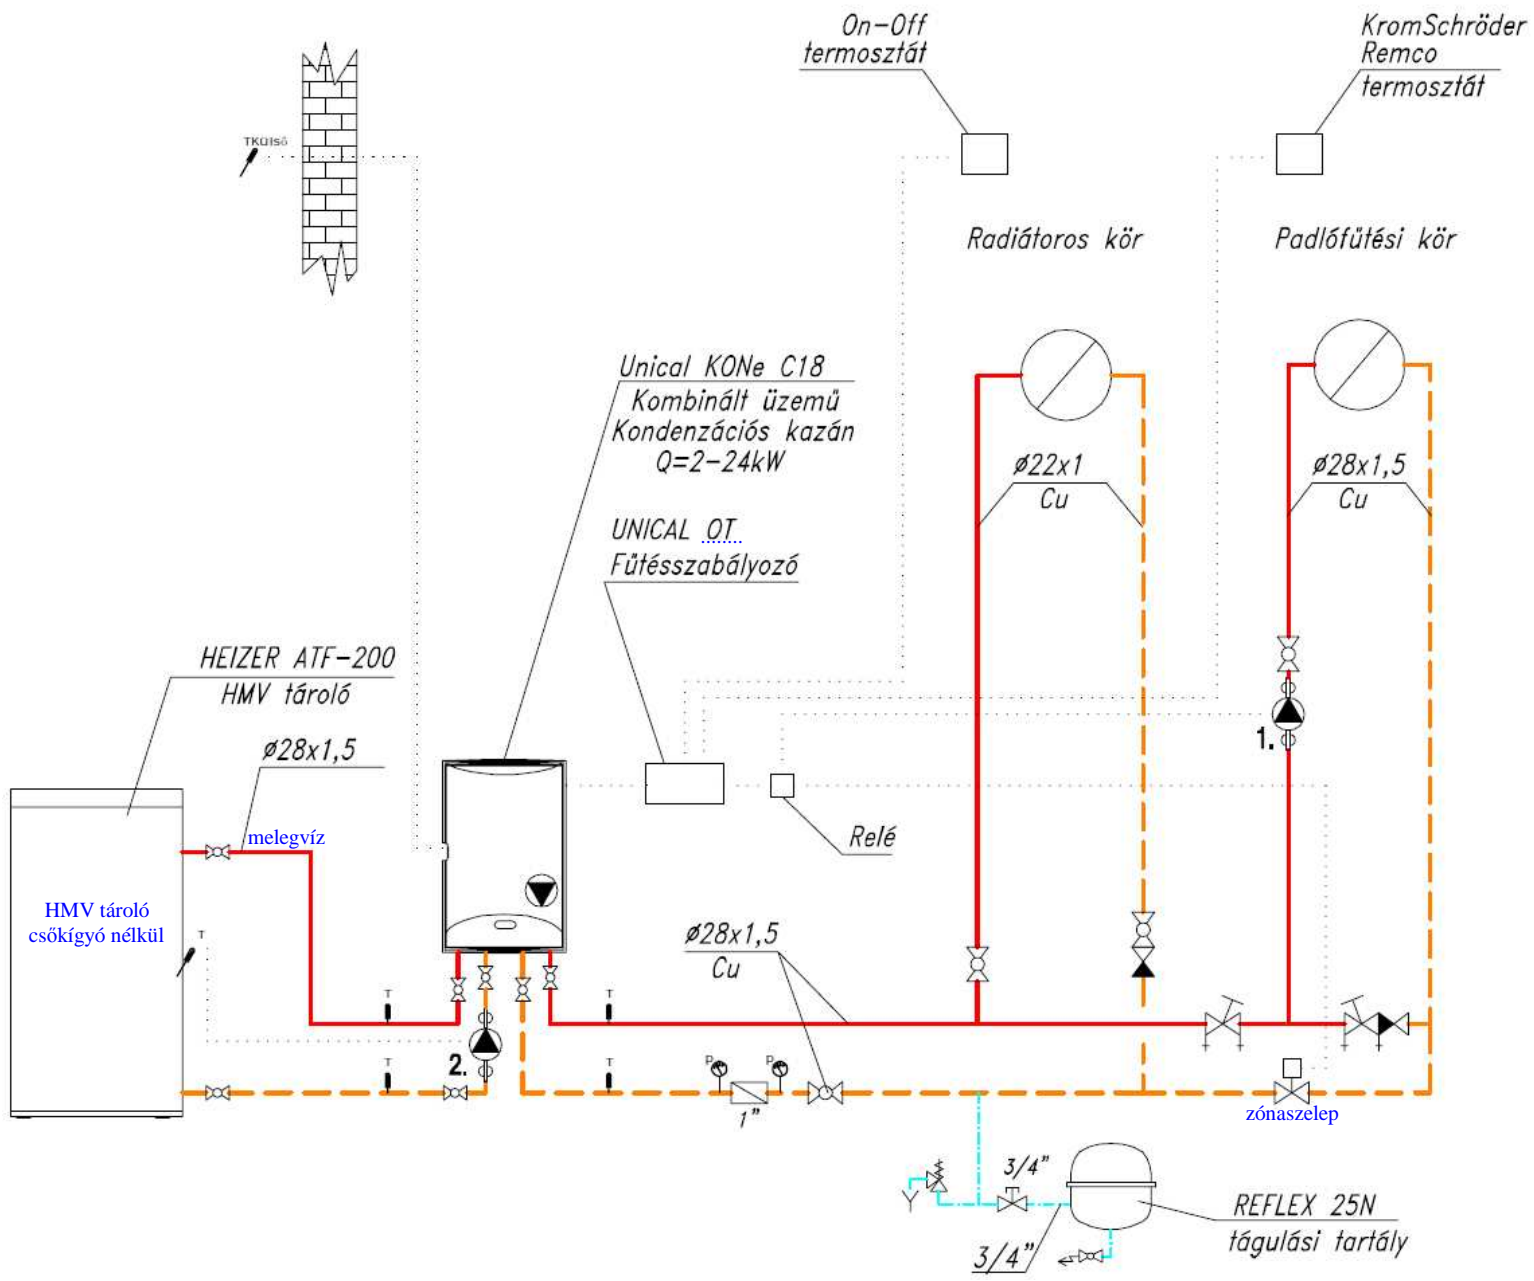 On-Off
termosztát
KromSchröder
Remco
termosztát
TKülső
Radiátoros kör
Padlófűtési kör
Unical KONe C18
Kombinált üzemű
Kondenzációs kazán
Q=2-24kW
ø22x1
Cu
ø28x1,5
Cu
UNICAL OT
Fűtésszabályozó
HEIZER ATF-200
HMV tároló
ø28x1,5
1.
melegvíz
Relé
HMV tároló
csőkígyó nélkül
T
ø28x1,5
Cu
T
T
2.
T
T
P
P
1"
zónaszelep
3/4"
REFLEX 25N
tágulási tartály
3/4"